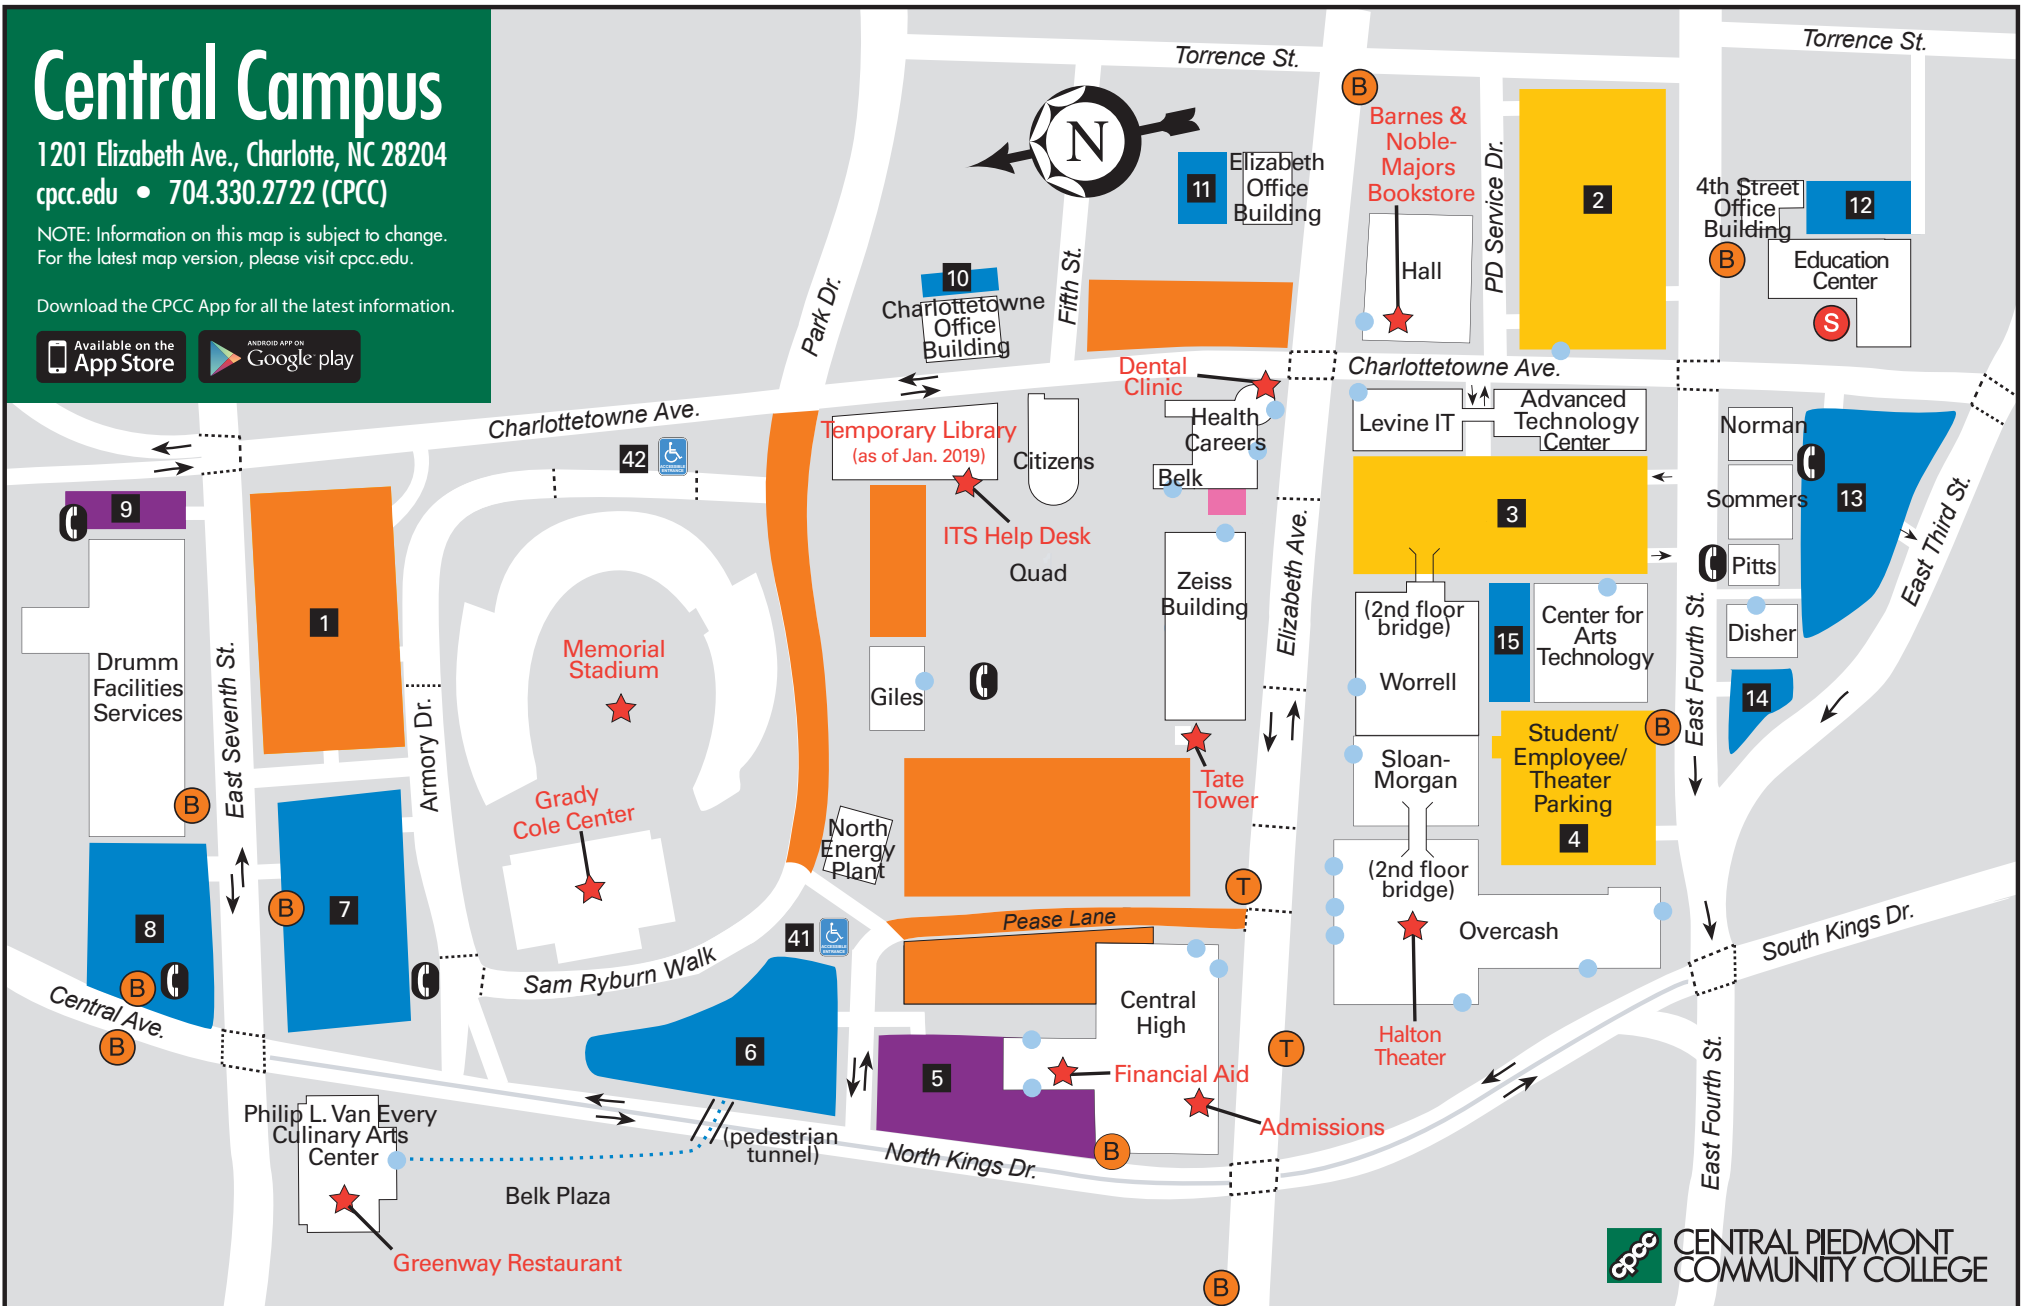 Central Campus
1201 Elizabeth Ave., Charlotte, NC 28204
cpcc.edu • 704.330.2722 (CPCC)
NOTE: Information on this map is subject to change.
For the latest map version, please visit cpcc.edu.
Download the CPCC App for all the latest information.
Available on the
App Store
ANDROID APP ON
Google play
Torrence St.
Torrence St.
B
Barnes &
Noble-
Majors
Bookstore
N
11
Elizabeth
Office
Building
2
4th Street
Office
Building
12
B
Education
Center
S
Hall
PD Service Dr.
Park Dr.
Fifth St.
10
Charlottetowne
Office
Building
Dental
Clinic
Charlottetowne Ave.
Charlottetowne Ave.
42
ACCESSIBLE
ENTRANCE
Temporary Library
(as of Jan. 2019)
Citizens
Health
Careers
Belk
Levine IT
Advanced
Technology
Center
Norman
Sommers
Pitts
Disher
13
East Third St.
9
1
3
ITS Help Desk
Quad
Zeiss
Building
Elizabeth Ave.
(2nd floor
bridge)
Worrell
15
Center for
Arts
Technology
East Fourth St.
14
Drumm
Facilities
Services
East Seventh St.
Armory Dr.
Memorial
Stadium
Giles
Tate
Tower
Sloan-
Morgan
Student/
Employee/
Theater
Parking
4
B
B
Grady
Cole Center
North
Energy
Plant
T
(2nd floor
bridge)
Overcash
South Kings Dr.
8
B
7
41
ACCESSIBLE
ENTRANCE
Pease Lane
Sam Ryburn Walk
B
Central Ave.
B
6
5
Central
High
T
Halton
Theater
Financial Aid
Admissions
East Fourth St.
Philip L. Van Every
Culinary Arts
Center
(pedestrian
tunnel)
North Kings Dr.
B
Belk Plaza
Greenway Restaurant
B
cpcc
CENTRAL PIEDMONT
COMMUNITY COLLEGE